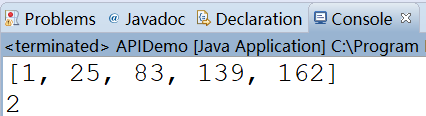 Problems @ Javadoc Declaration Console
<terminated> APIDemo [Java Application] C:\Program
[1, 25, 83, 139, 162]
2